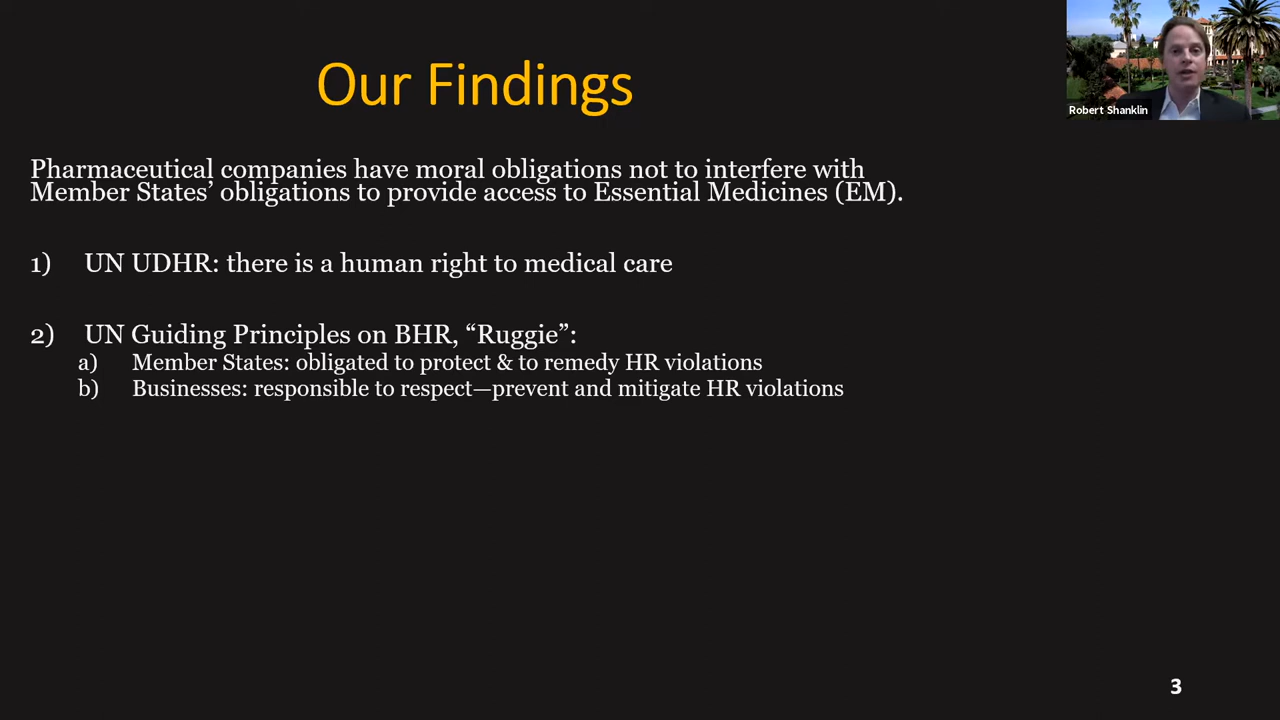 Our Findings
Robert Shanklin
Pharmaceutical companies have moral obligations not to interfere with
Member States’ obligations to provide access to Essential Medicines (EM).
1) UN UDHR: there is a human right to medical care
2) UN Guiding Principles on BHR, “Ruggie”:
a) Member States: obligated to protect & to remedy HR violations
b) Businesses: responsible to respect—prevent and mitigate HR violations
3